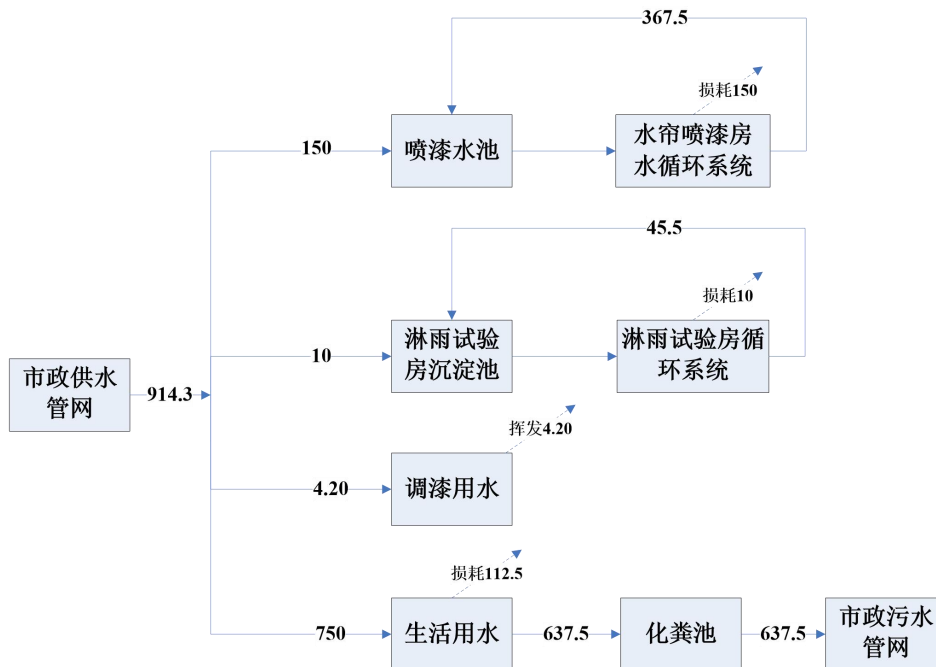 367.5
损耗150
150
喷漆水池
水帘喷漆房
水循环系统
45.5
损耗10
10
淋雨试验
房沉淀池
淋雨试验房循
环系统
市政供水
管网
914.3
挥发4.20
4.20
调漆用水
损耗112.5
750
生活用水
637.5
化粪池
637.5
市政污水
管网